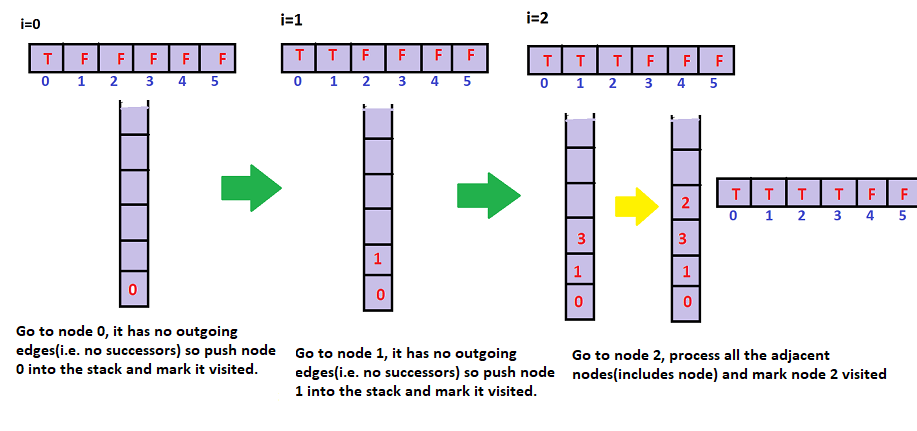 i=0
T F F F F F
0 1 2 3 4 5
0
Go to node 0, it has no outgoing
edges(i.e. no successors) so push node
0 into the stack and mark it visited.
i=1
T T F F F F
0 1 2 3 4 5
1
0
Go to node 1, it has no outgoing
edges(i.e. no successors) so push node
1 into the stack and mark it visited.
i=2
T T T F F F
0 1 2 3 4 5
3
1
0
2
3
1
0
T T T T F F
0 1 2 3 4 5
Go to node 2, process all the adjacent
nodes(includes node) and mark node 2 visited